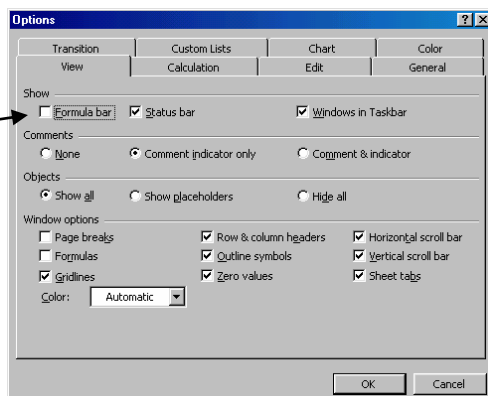 Options
Transition Custom Lists Chart Color
View Calculation Edit General
Show
Formula bar Status bar Windows in Taskbar
Comments
None Comment indicator only Comment & indicator
Objects
Show all Show placeholders Hide all
Window options
Page breaks Row & column headers Horizontal scroll bar
Formulas Outline symbols Vertical scroll bar
Gridlines Zero values Sheet tabs
Color: Automatic
OK Cancel